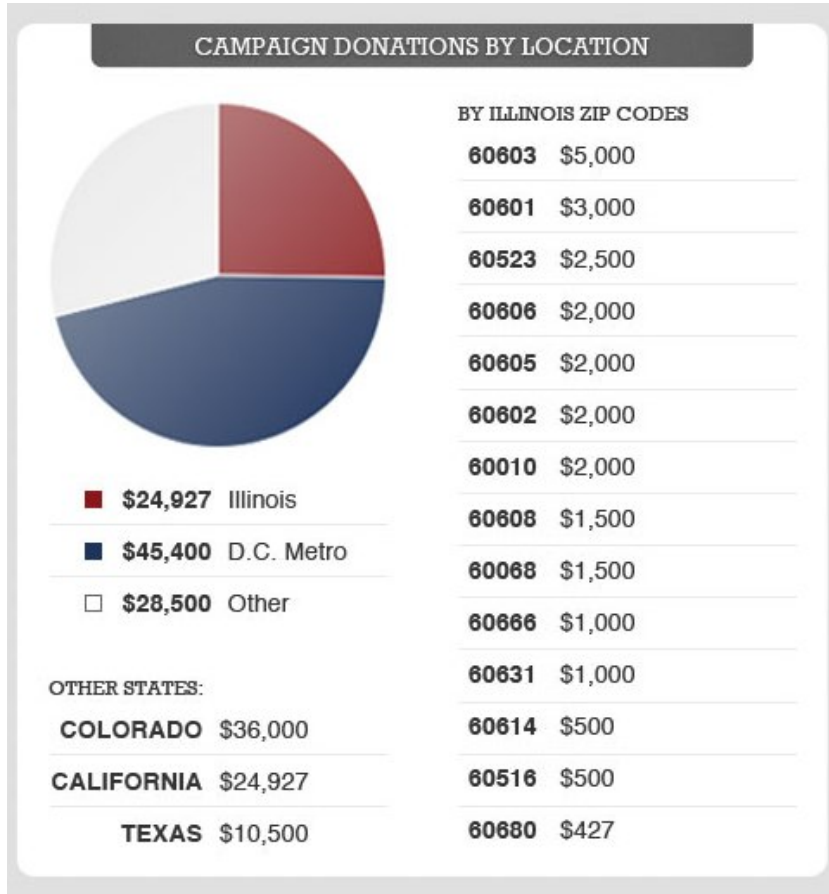 CAMPAIGN DONATIONS BY LOCATION
$24,927 Illinois
$45,400 D.C. Metro
$28,500 Other
OTHER STATES:
COLORADO $36,000
CALIFORNIA $24,927
TEXAS $10,500
BY ILLINOIS ZIP CODES
60603 $5,000
60601 $3,000
60523 $2,500
60606 $2,000
60605 $2,000
60602 $2,000
60010 $2,000
60608 $1,500
60068 $1,500
60666 $1,000
60631 $1,000
60614 $500
60516 $500
60680 $427